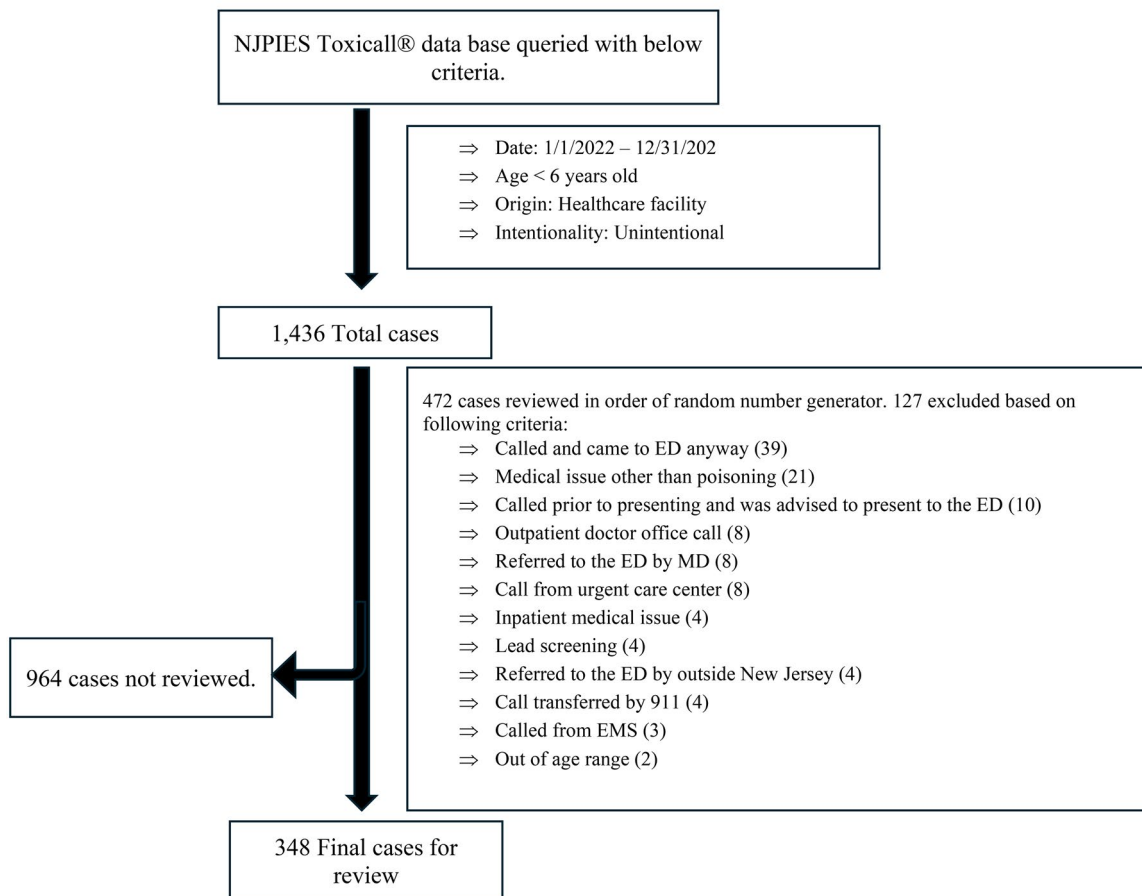 NJPIES Toxicall® data base queried with below
criteria.
⇒ Date: 1/1/2022 – 12/31/202
⇒ Age < 6 years old
⇒ Origin: Healthcare facility
⇒ Intentionality: Unintentional
1,436 Total cases
472 cases reviewed in order of random number generator. 127 excluded based on
following criteria:
⇒ Called and came to ED anyway (39)
⇒ Medical issue other than poisoning (21)
⇒ Called prior to presenting and was advised to present to the ED (10)
⇒ Outpatient doctor office call (8)
⇒ Referred to the ED by MD (8)
⇒ Call from urgent care center (8)
⇒ Inpatient medical issue (4)
⇒ Lead screening (4)
⇒ Referred to the ED by outside New Jersey (4)
⇒ Call transferred by 911 (4)
⇒ Called from EMS (3)
⇒ Out of age range (2)
964 cases not reviewed.
348 Final cases for
review